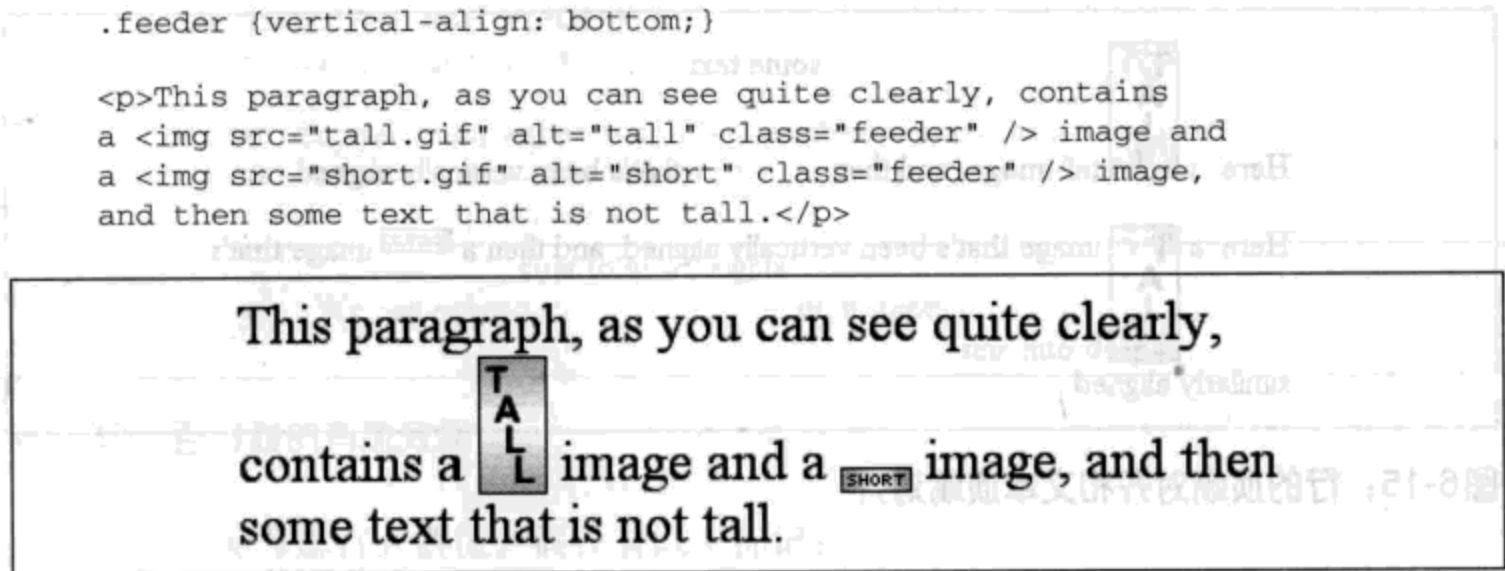 .feeder {vertical-align: bottom;}
<p>This paragraph, as you can see quite clearly, contains
a <img src="tall.gif" alt="tall" class="feeder" /> image and
a <img src="short.gif" alt="short" class="feeder" /> image,
and then some text that is not tall.</p>
This paragraph, as you can see quite clearly,
contains a TALL image and a SHORT image, and then
some text that is not tall.